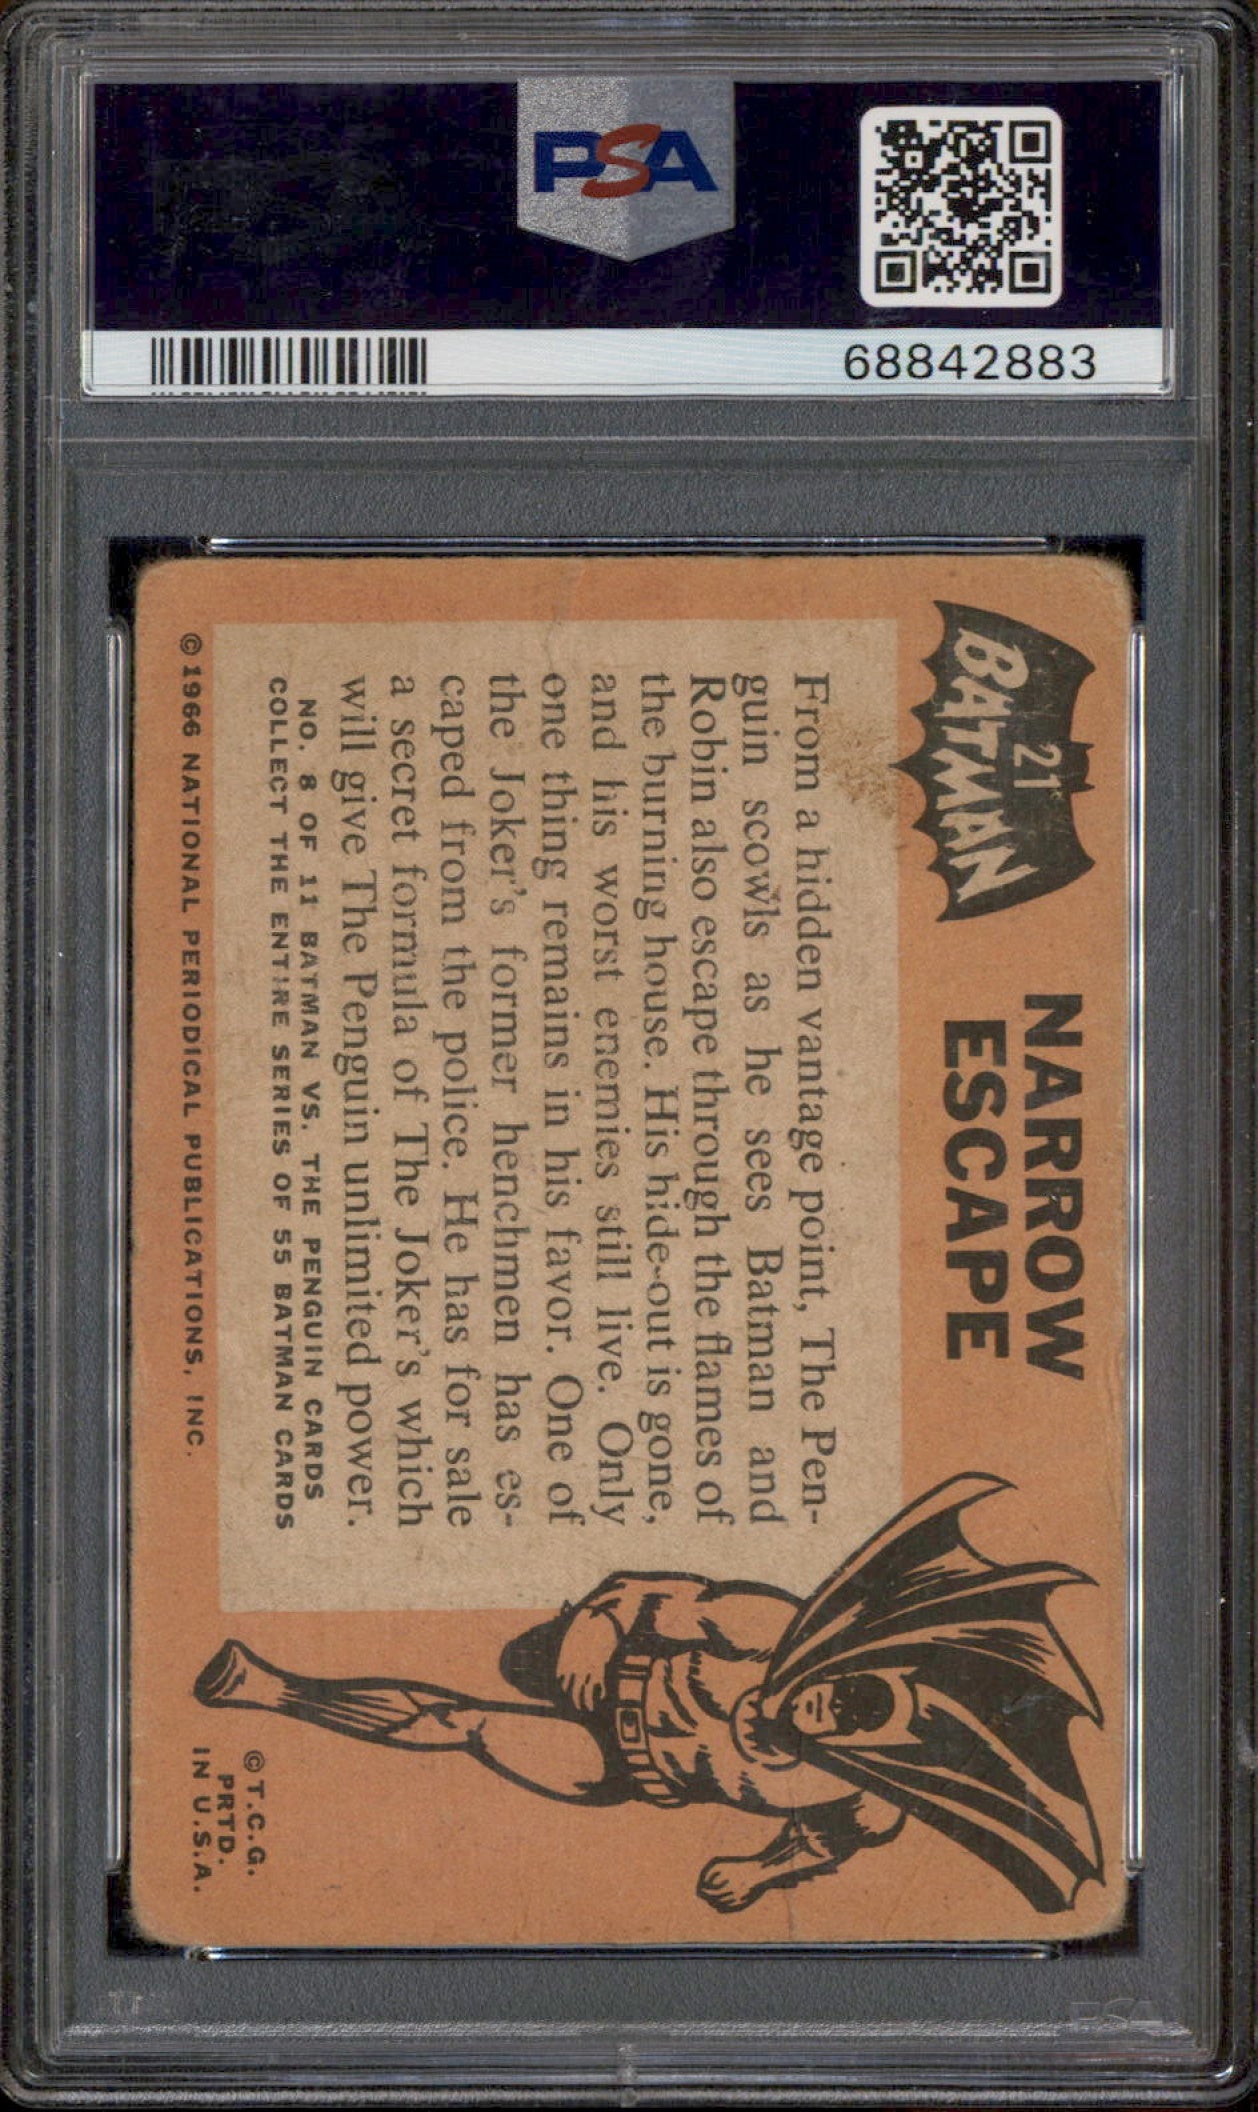 PSA
68842883
21
BATMAN
NARROW
ESCAPE
From a hidden vantage point, The Pen-
guin scowls as he sees Batman and
Robin also escape through the flames of
the burning house. His hide-out is gone,
and his worst enemies still live. Only
one thing remains in his favor. One of
the Joker's former henchmen has es-
caped from the police. He has for sale
a secret formula of The Joker's which
will give The Penguin unlimited power.
NO. 8 OF 11 BATMAN VS. THE PENGUIN CARDS
COLLECT THE ENTIRE SERIES OF 55 BATMAN CARDS
© 1966 NATIONAL PERIODICAL PUBLICATIONS, INC.
© T.C.G.
PRTD.
IN U.S.A.
PSA